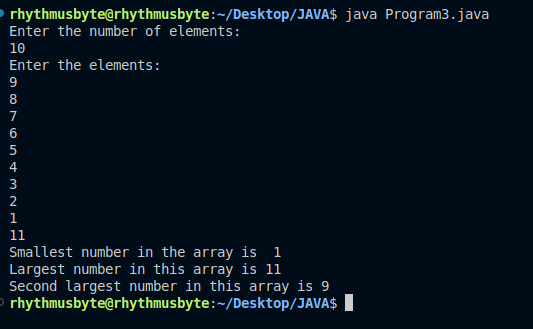 rhythmusbyte@rhythmusbyte:~/Desktop/JAVA$ java Program3.java
Enter the number of elements:
10
Enter the elements:
9
8
7
6
5
4
3
2
1
11
Smallest number in the array is  1
Largest number in this array is 11
Second largest number in this array is 9
rhythmusbyte@rhythmusbyte:~/Desktop/JAVA$